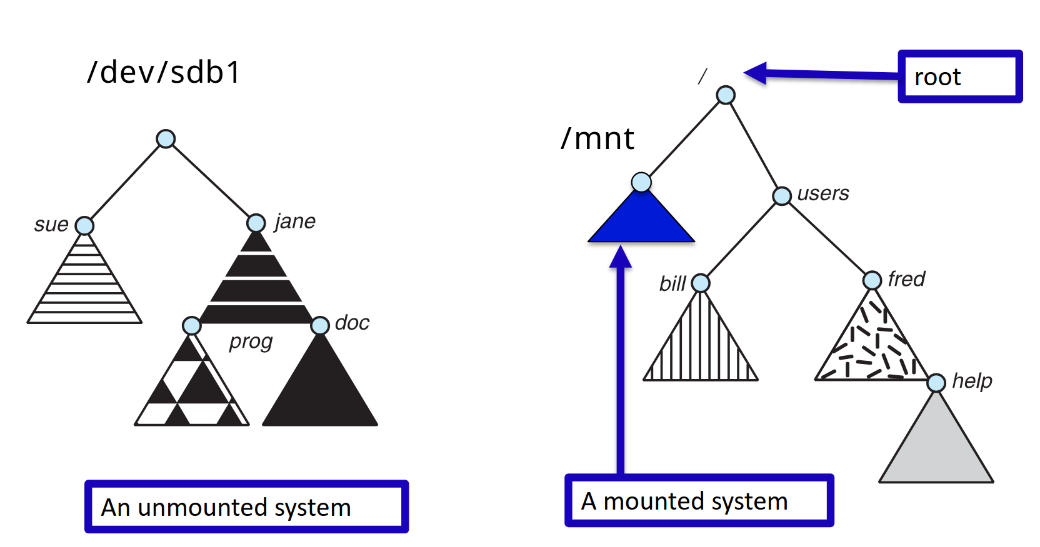 /dev/sdb1
sue
jane
prog
doc
An unmounted system
/
root
/mnt
users
bill
fred
help
A mounted system